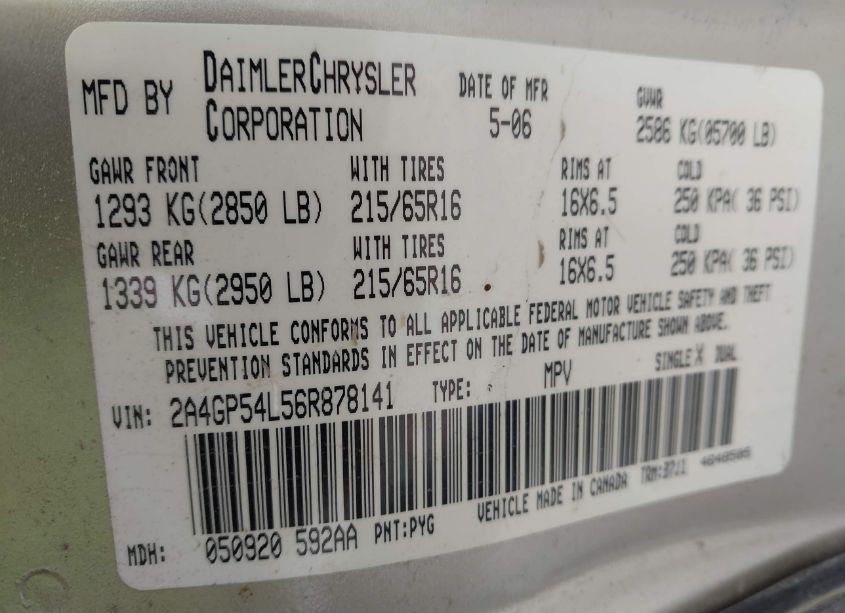 MFD BY DAIMLERCHRYSLER CORPORATION DATE OF MFR 5-06 GVWR 2586 KG(05700 LB)
GAWR FRONT WITH TIRES RIMS AT COLD
1293 KG(2850 LB) 215/65R16 16X6.5 250 KPA( 36 PSI)
GAWR REAR WITH TIRES RIMS AT COLD
1339 KG(2950 LB) 215/65R16 16X6.5 250 KPA( 36 PSI)
THIS VEHICLE CONFORMS TO ALL APPLICABLE FEDERAL MOTOR VEHICLE SAFETY AND THEFT
PREVENTION STANDARDS IN EFFECT ON THE DATE OF MANUFACTURE SHOWN ABOVE.
VIN: 2A4GP54L56R878141 TYPE: MPV SINGLE X DUAL
MDH: 050920 592AA PNT:PYG VEHICLE MADE IN CANADA TRM:B7J1 4648505